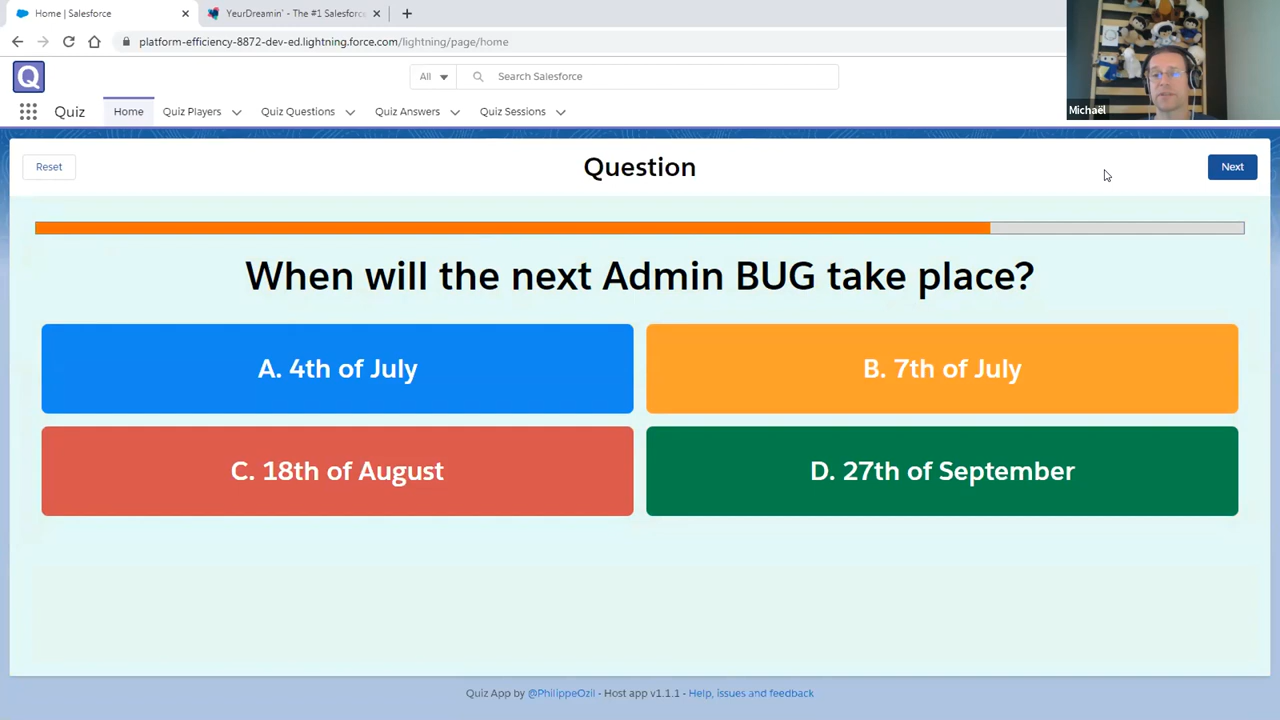 Home | Salesforce
YeurDreamin' - The #1 Salesforc
platform-efficiency-8872-dev-ed.lightning.force.com/lightning/page/home
Q
All
Search Salesforce
Michaël
Quiz
Home
Quiz Players
Quiz Questions
Quiz Answers
Quiz Sessions
Reset
Question
Next
When will the next Admin BUG take place?
A. 4th of July
B. 7th of July
C. 18th of August
D. 27th of September
Quiz App by @PhilippeOzil - Host app v1.1.1 - Help, issues and feedback